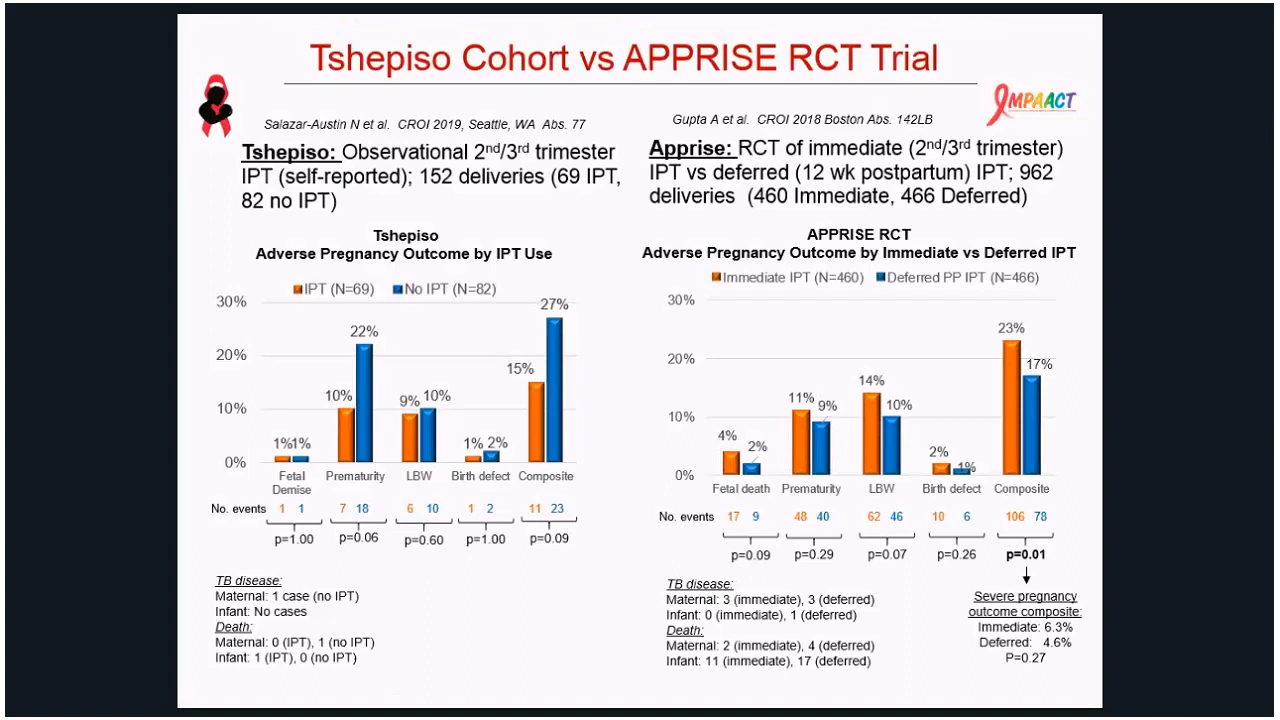 Tshepiso Cohort vs APPRISE RCT Trial
IMPAACT
Salazar-Austin N et al. CROI 2019, Seattle, WA Abs. 77
Tshepiso: Observational 2nd/3rd trimester
IPT (self-reported); 152 deliveries (69 IPT,
82 no IPT)
Tshepiso
Adverse Pregnancy Outcome by IPT Use
IPT (N=69) No IPT (N=82)
30%
20%
10%
0%
1% 1%
10% 22%
9% 10%
1% 2%
15% 27%
Fetal Demise Prematurity LBW Birth defect Composite
No. events 1 1 7 18 6 10 1 2 11 23
p=1.00 p=0.06 p=0.60 p=1.00 p=0.09
TB disease:
Maternal: 1 case (no IPT)
Infant: No cases
Death:
Maternal: 0 (IPT), 1 (no IPT)
Infant: 1 (IPT), 0 (no IPT)
Gupta A et al. CROI 2018 Boston Abs. 142LB
Apprise: RCT of immediate (2nd/3rd trimester)
IPT vs deferred (12 wk postpartum) IPT; 962
deliveries (460 Immediate, 466 Deferred)
APPRISE RCT
Adverse Pregnancy Outcome by Immediate vs Deferred IPT
Immediate IPT (N=460) Deferred PP IPT (N=466)
30%
20%
10%
0%
4% 2%
11% 9%
14% 10%
2% 1%
23% 17%
Fetal death Prematurity LBW Birth defect Composite
No. events 17 9 48 40 62 46 10 6 106 78
p=0.09 p=0.29 p=0.07 p=0.26 p=0.01
TB disease:
Maternal: 3 (immediate), 3 (deferred)
Infant: 0 (immediate), 1 (deferred)
Death:
Maternal: 2 (immediate), 4 (deferred)
Infant: 11 (immediate), 17 (deferred)
Severe pregnancy
outcome composite:
Immediate: 6.3%
Deferred: 4.6%
P=0.27